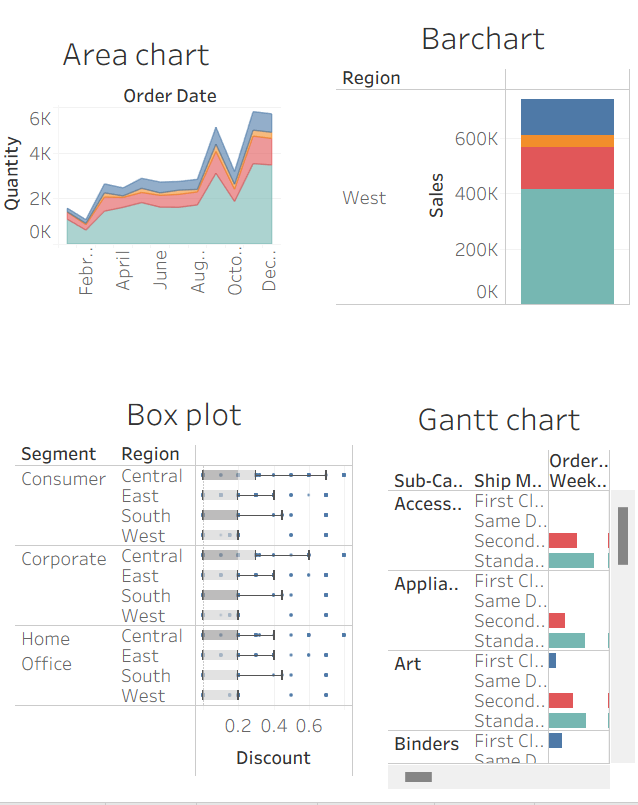 Area chart
Order Date
Quantity
6K
4K
2K
0K
Febr..
April
June
Aug..
Octo..
Dec..
Barchart
Region
West
Sales
600K
400K
200K
0K
Box plot
Segment Region
Consumer Central
East
South
West
Corporate Central
East
South
West
Home Office Central
East
South
West
0.2 0.4 0.6
Discount
Gantt chart
Order..
Sub-Ca.. Ship M.. Week..
Access.. First Cl..
Same D..
Second..
Standa..
Applia.. First Cl..
Same D..
Second..
Standa..
Art First Cl..
Same D..
Second..
Standa..
Binders First Cl..
Same D..